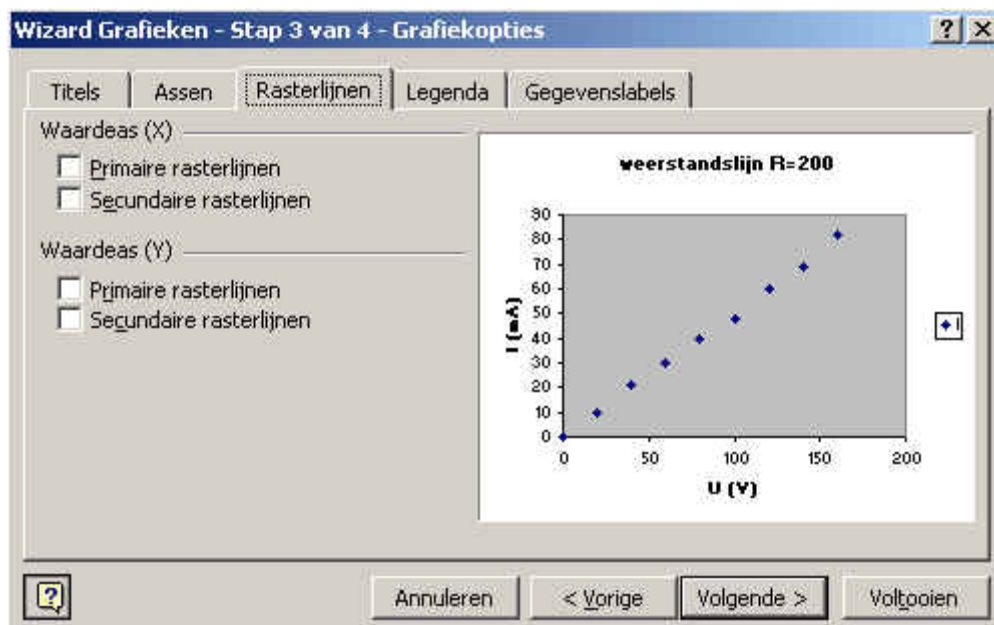 Wizard Grafieken - Stap 3 van 4 - Grafiekopties
Titels
Assen
Rasterlijnen
Legenda
Gegevenslabels
Waardeas (X)
Primaire rasterlijnen
Secundaire rasterlijnen
Waardeas (Y)
Primaire rasterlijnen
Secundaire rasterlijnen
weerstandslijn R=200
I (mA)
90
80
70
60
50
40
30
20
10
0
0 50 100 150 200
U (V)
I
Annuleren
< Vorige
Volgende >
Voltooien